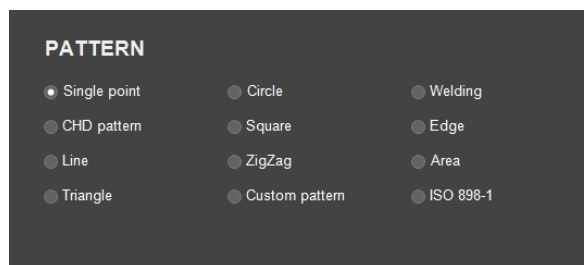 PATTERN
Single point Circle Welding
CHD pattern Square Edge
Line ZigZag Area
Triangle Custom pattern ISO 898-1